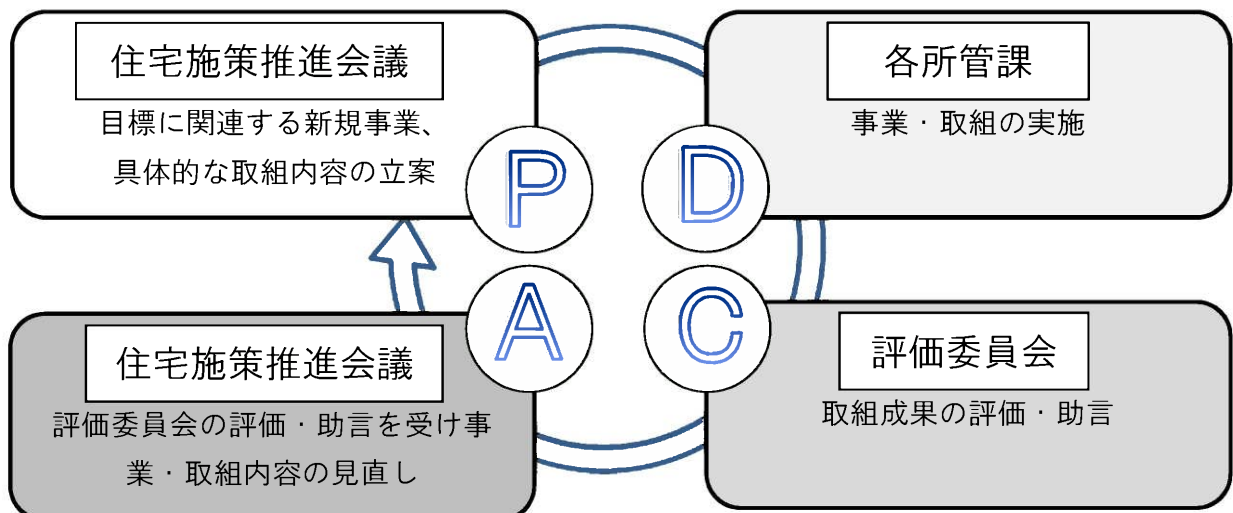 住宅施策推進会議
目標に関連する新規事業、
具体的な取組内容の立案
P
各所管課
事業・取組の実施
D
住宅施策推進会議
評価委員会の評価・助言を受け事
業・取組内容の見直し
A
評価委員会
取組成果の評価・助言
C